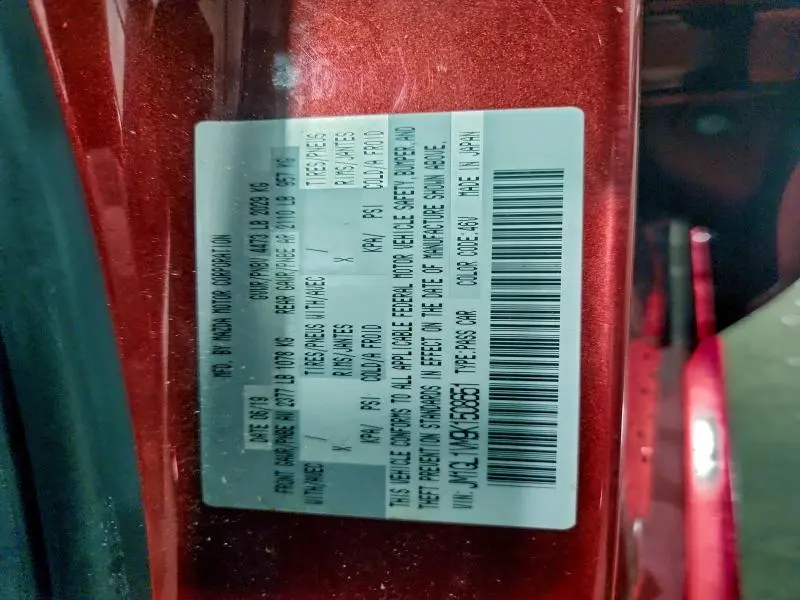 MFD. BY MAZDA MOTOR CORPORATION
DATE 06/19 GVWR/PNBV 4473 LB 2029 KG
FRONT GAWR/PNBE AV 2377 LB 1078 KG REAR GAWR/PNBE AR 2110 LB 957 KG
WITH/AVEC / TIRES/PNEUS WITH/AVEC / TIRES/PNEUS
X RIMS/JANTES X RIMS/JANTES
KPA/ PSI COLD/A FROID KPA/ PSI COLD/A FROID
THIS VEHICLE CONFORMS TO ALL APPLICABLE FEDERAL MOTOR VEHICLE SAFETY,BUMPER,AND
THEFT PREVENTION STANDARDS IN EFFECT ON THE DATE OF MANUFACTURE SHOWN ABOVE.
VIN: TYPE:PASS CAR COLOR CODE:46V MADE IN JAPAN